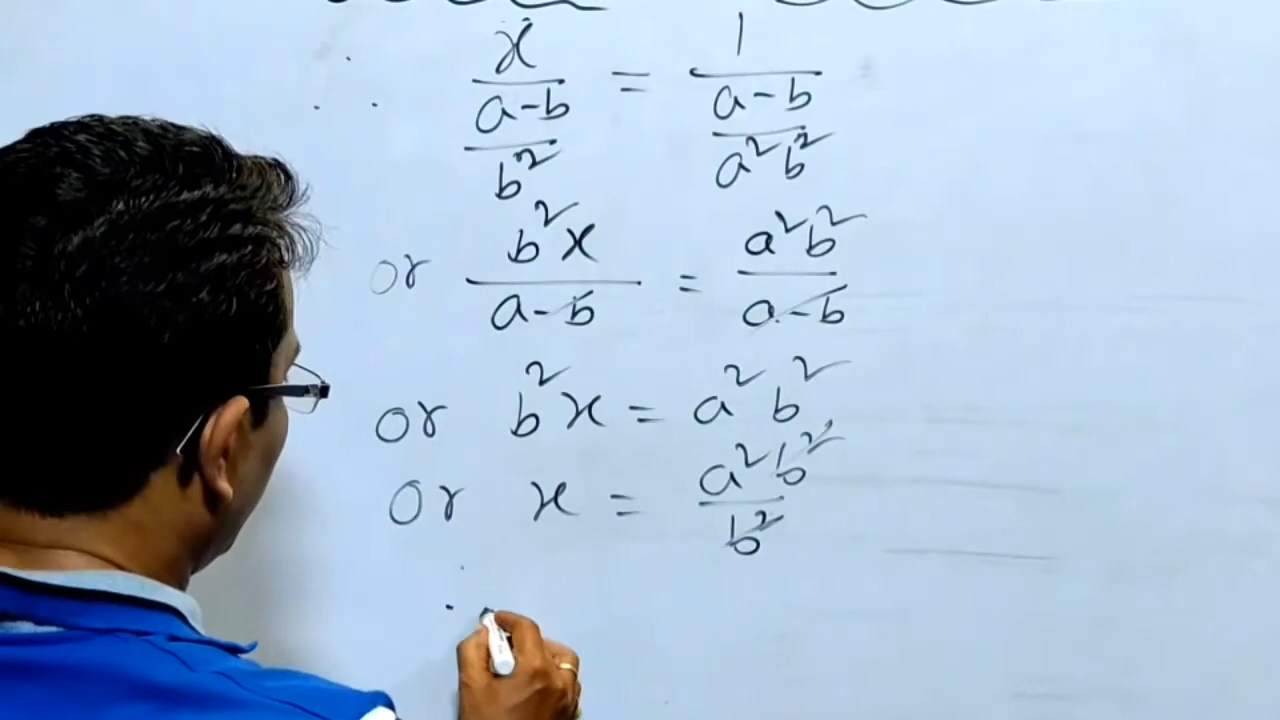 ∴ x/((a-b)/b²) = 1/((a-b)/(a²b²))
or b²x/(a-b) = a²b²/(a-b)
or b²x = a²b²
or x = a²b²/b²